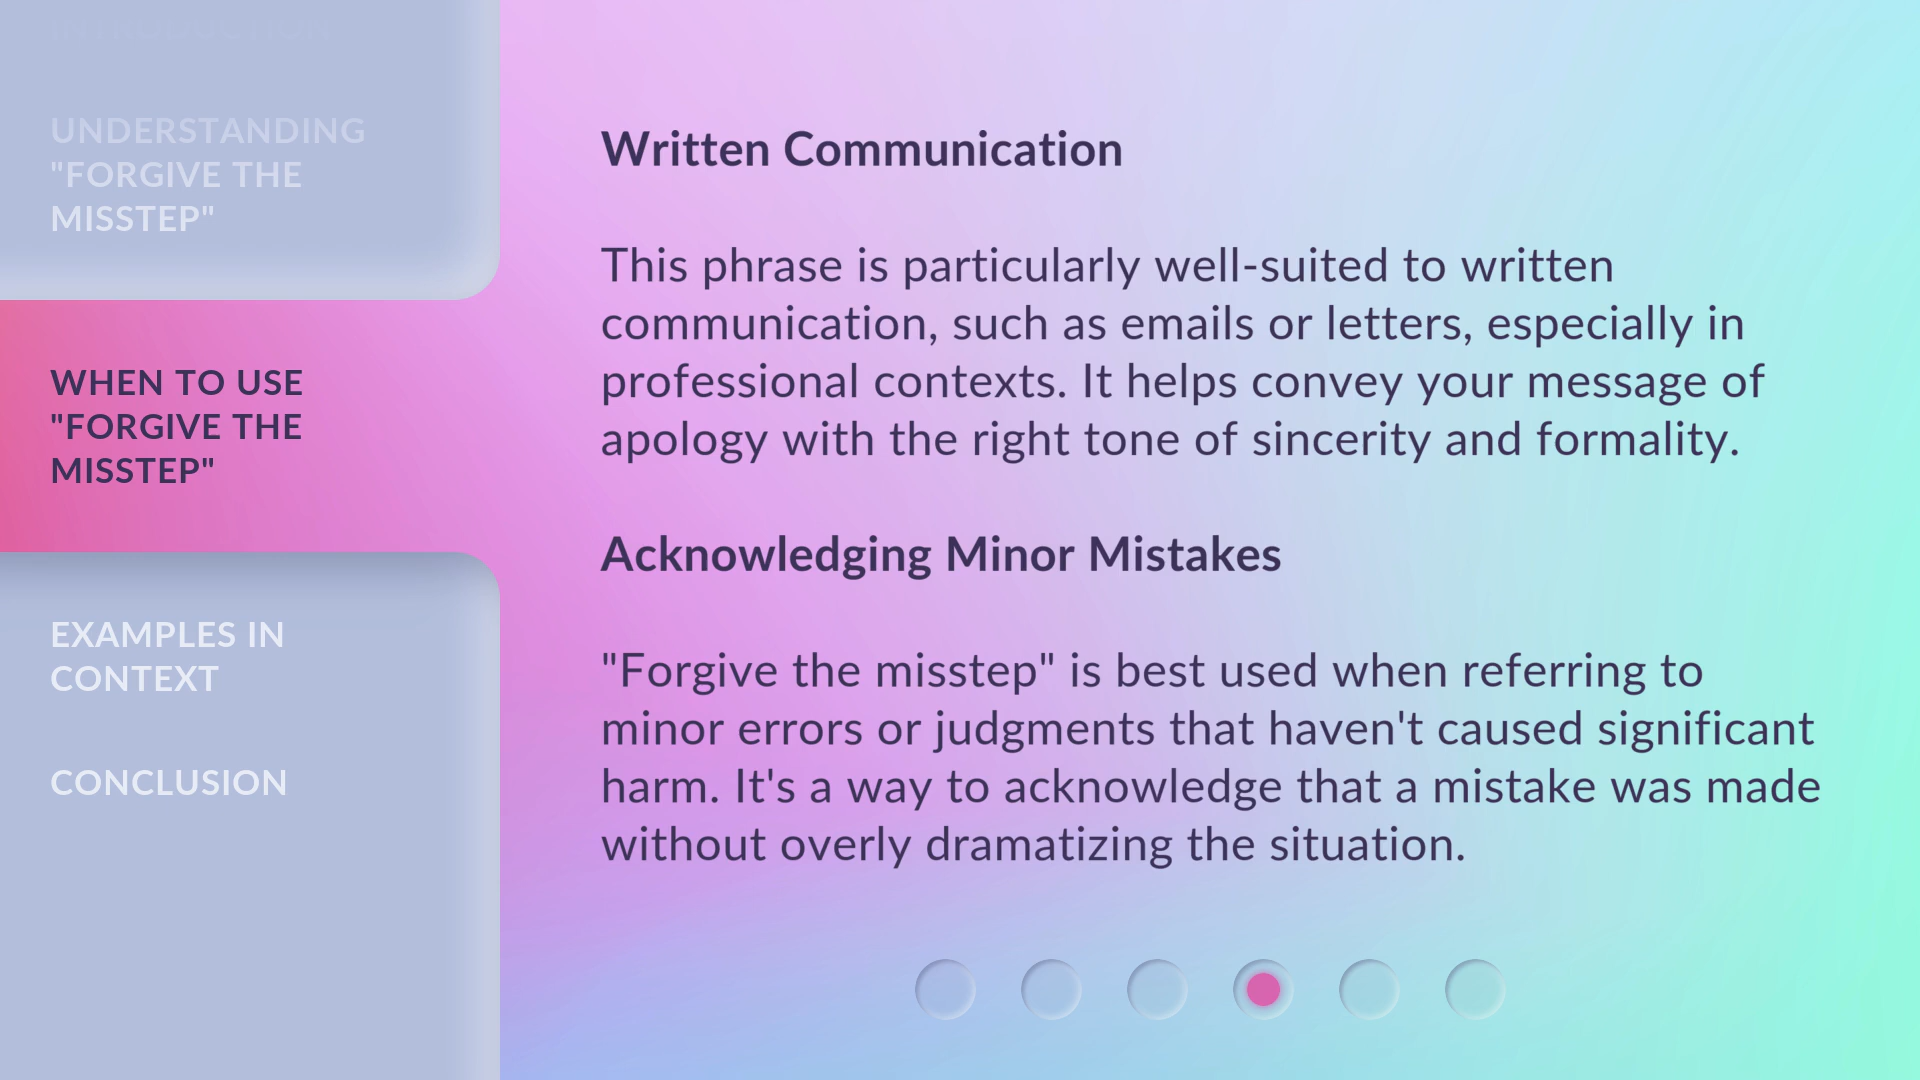 INTRODUCTION
UNDERSTANDING
"FORGIVE THE
MISSTEP"
WHEN TO USE
"FORGIVE THE
MISSTEP"
EXAMPLES IN
CONTEXT
CONCLUSION
Written Communication
This phrase is particularly well-suited to written
communication, such as emails or letters, especially in
professional contexts. It helps convey your message of
apology with the right tone of sincerity and formality.
Acknowledging Minor Mistakes
"Forgive the misstep" is best used when referring to
minor errors or judgments that haven't caused significant
harm. It's a way to acknowledge that a mistake was made
without overly dramatizing the situation.